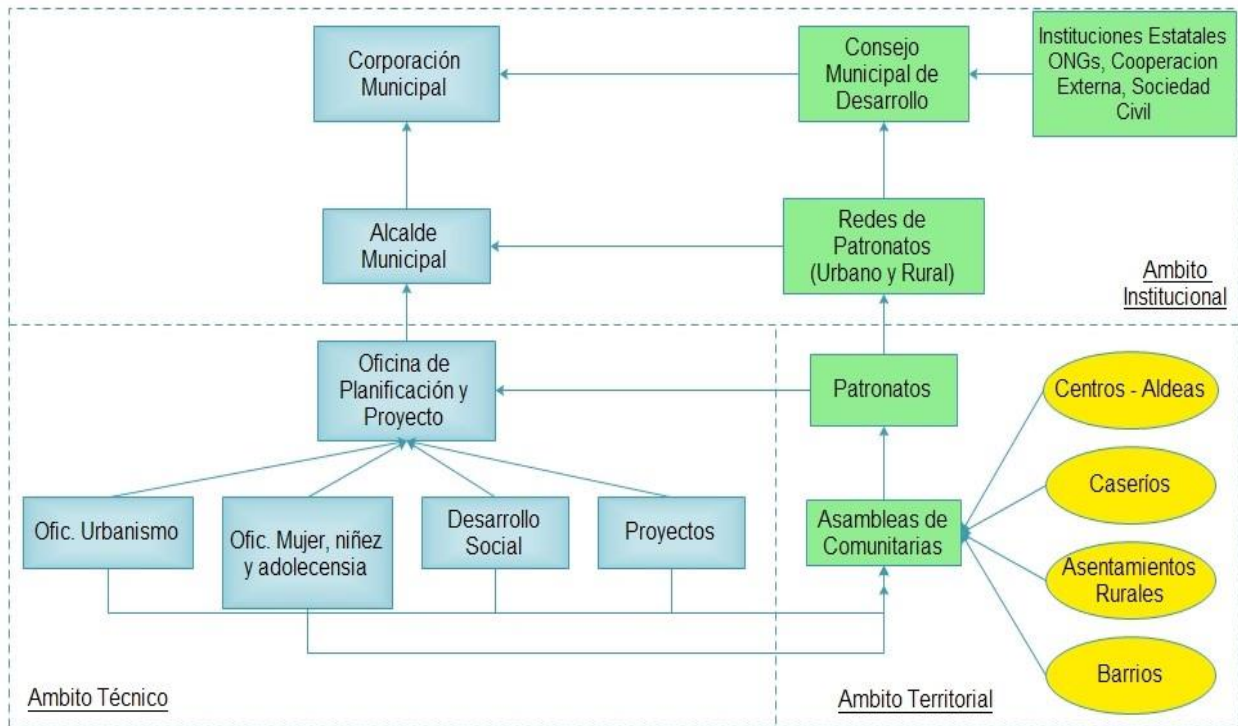 Corporación
Municipal
Consejo
Municipal de
Desarrollo
Instituciones Estatales
ONGs, Cooperacion
Externa, Sociedad
Civil
Alcalde
Municipal
Redes de
Patronatos
(Urbano y Rural)
Ambito
Institucional
Oficina de
Planificación y
Proyecto
Patronatos
Centros - Aldeas
Caseríos
Asentamientos
Rurales
Barrios
Ofic. Urbanismo
Ofic. Mujer, niñez
y adolecensia
Desarrollo
Social
Proyectos
Asambleas de
Comunitarias
Ambito Técnico
Ambito Territorial